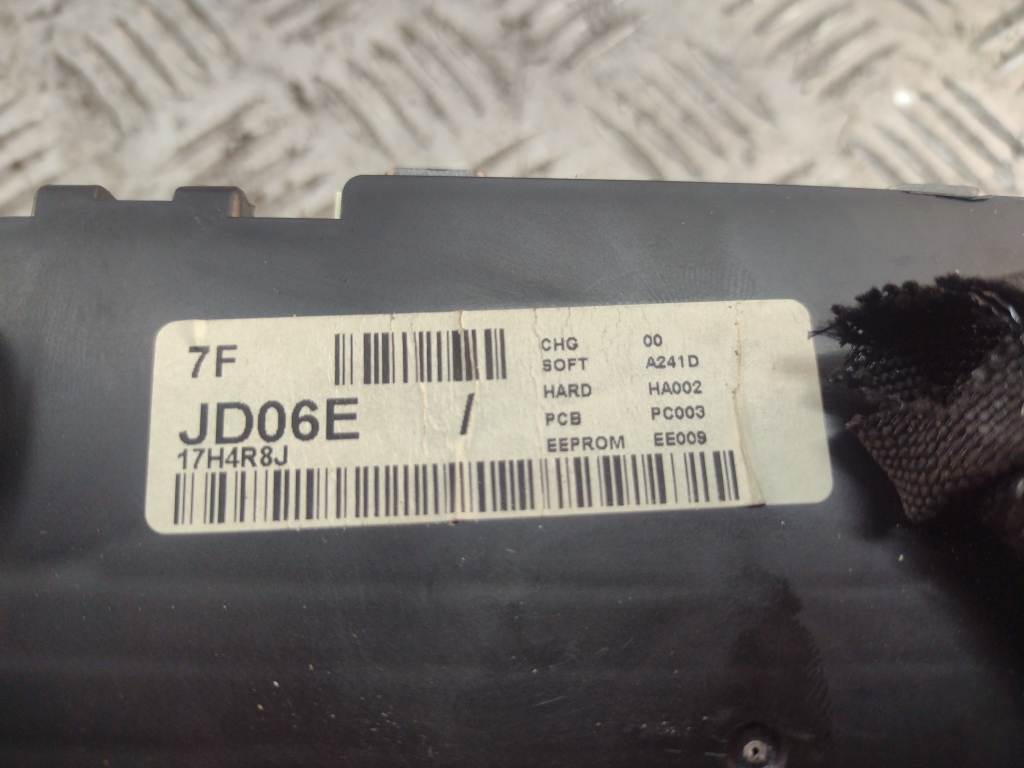 7F
CHG 00
SOFT A241D
HARD HA002
JD06E /
PCB PC003
EEPROM EE009
17H4R8J